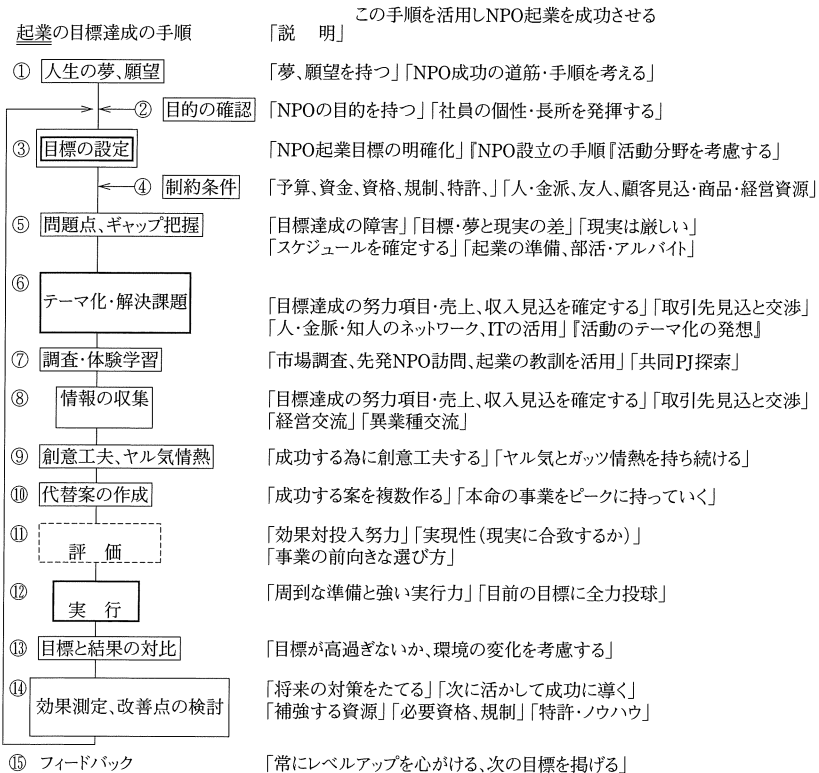 この手順を活用しNPO起業を成功させる
起業の目標達成の手順 「説　明」
① 人生の夢、願望 「夢、願望を持つ」「NPO成功の道筋・手順を考える」
② 目的の確認 「NPOの目的を持つ」「社員の個性・長所を発揮する」
③ 目標の設定 「NPO起業目標の明確化」『NPO設立の手順『活動分野を考慮する」
④ 制約条件 「予算、資金、資格、規制、特許、」「人・金派、友人、顧客見込・商品・経営資源」
⑤ 問題点、ギャップ把握 「目標達成の障害」「目標・夢と現実の差」「現実は厳しい」
「スケジュールを確定する」「起業の準備、部活・アルバイト」
⑥ テーマ化・解決課題 「目標達成の努力項目・売上、収入見込を確定する」「取引先見込と交渉」
「人・金脈・知人のネットワーク、ITの活用」『活動のテーマ化の発想』
⑦ 調査・体験学習 「市場調査、先発NPO訪問、起業の教訓を活用」「共同PJ探索」
⑧ 情報の収集 「目標達成の努力項目・売上、収入見込を確定する」「取引先見込と交渉」
「経営交流」「異業種交流」
⑨ 創意工夫、ヤル気情熱 「成功する為に創意工夫する」「ヤル気とガッツ情熱を持ち続ける」
⑩ 代替案の作成 「成功する案を複数作る」「本命の事業をピークに持っていく」
⑪ 評　価 「効果対投入努力」「実現性（現実に合致するか）」
「事業の前向きな選び方」
⑫ 実　行 「周到な準備と強い実行力」「目前の目標に全力投球」
⑬ 目標と結果の対比 「目標が高過ぎないか、環境の変化を考慮する」
⑭ 効果測定、改善点の検討 「将来の対策をたてる」「次に活かして成功に導く」
「補強する資源」「必要資格、規制」「特許・ノウハウ」
⑮ フィードバック 「常にレベルアップを心がける、次の目標を掲げる」